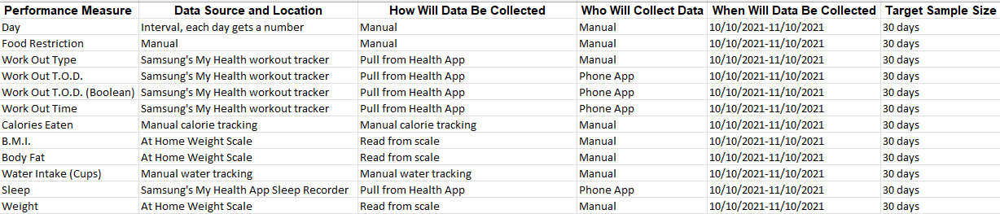 Performance Measure Data Source and Location How Will Data Be Collected Who Will Collect Data When Will Data Be Collected Target Sample Size
Day Interval, each day gets a number Manual Manual 10/10/2021-11/10/2021 30 days
Food Restriction Manual Manual Manual 10/10/2021-11/10/2021 30 days
Work Out Type Samsung's My Health workout tracker Pull from Health App Manual 10/10/2021-11/10/2021 30 days
Work Out T.O.D. Samsung's My Health workout tracker Pull from Health App Phone App 10/10/2021-11/10/2021 30 days
Work Out T.O.D. (Boolean) Samsung's My Health workout tracker Pull from Health App Phone App 10/10/2021-11/10/2021 30 days
Work Out Time Samsung's My Health workout tracker Pull from Health App Phone App 10/10/2021-11/10/2021 30 days
Calories Eaten Manual calorie tracking Manual calorie tracking Manual 10/10/2021-11/10/2021 30 days
B.M.I. At Home Weight Scale Read from scale Manual 10/10/2021-11/10/2021 30 days
Body Fat At Home Weight Scale Read from scale Manual 10/10/2021-11/10/2021 30 days
Water Intake (Cups) Manual water tracking Manual water tracking Manual 10/10/2021-11/10/2021 30 days
Sleep Samsung's My Health App Sleep Recorder Pull from Health App Phone App 10/10/2021-11/10/2021 30 days
Weight At Home Weight Scale Read from scale Manual 10/10/2021-11/10/2021 30 days